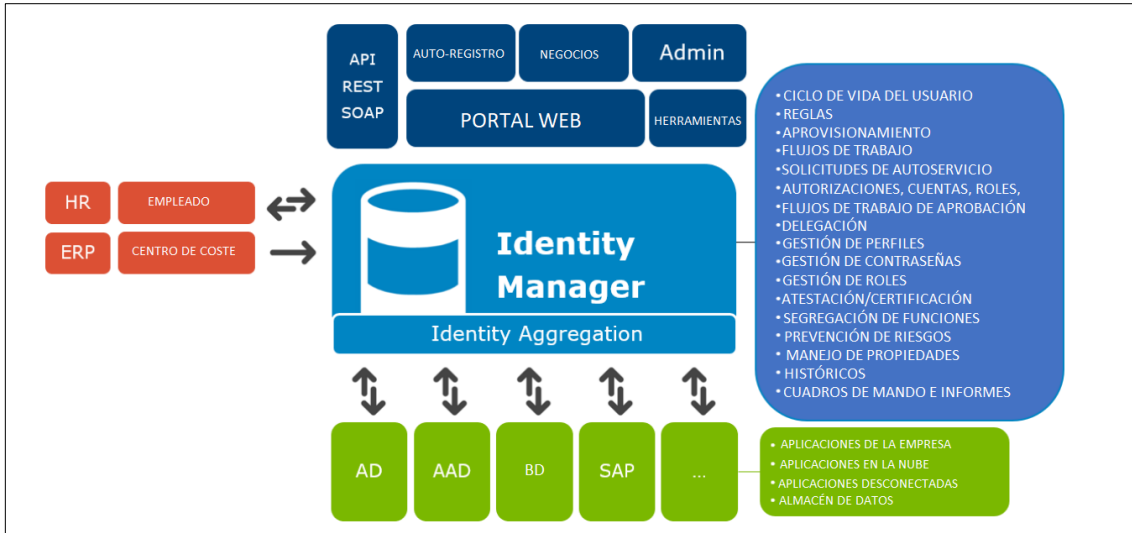 API
REST
SOAP
AUTO-REGISTRO
NEGOCIOS
Admin
PORTAL WEB
HERRAMIENTAS
HR
EMPLEADO
ERP
CENTRO DE COSTE
Identity
Manager
Identity Aggregation
• CICLO DE VIDA DEL USUARIO
• REGLAS
• APROVISIONAMIENTO
• FLUJOS DE TRABAJO
• SOLICITUDES DE AUTOSERVICIO
• AUTORIZACIONES, CUENTAS, ROLES,
• FLUJOS DE TRABAJO DE APROBACIÓN
• DELEGACIÓN
• GESTIÓN DE PERFILES
• GESTIÓN DE CONTRASEÑAS
• GESTIÓN DE ROLES
• ATESTACIÓN/CERTIFICACIÓN
• SEGREGACIÓN DE FUNCIONES
• PREVENCIÓN DE RIESGOS
• MANEJO DE PROPIEDADES
• HISTÓRICOS
• CUADROS DE MANDO E INFORMES
AD
AAD
BD
SAP
...
• APLICACIONES DE LA EMPRESA
• APLICACIONES EN LA NUBE
• APLICACIONES DESCONECTADAS
• ALMACÉN DE DATOS